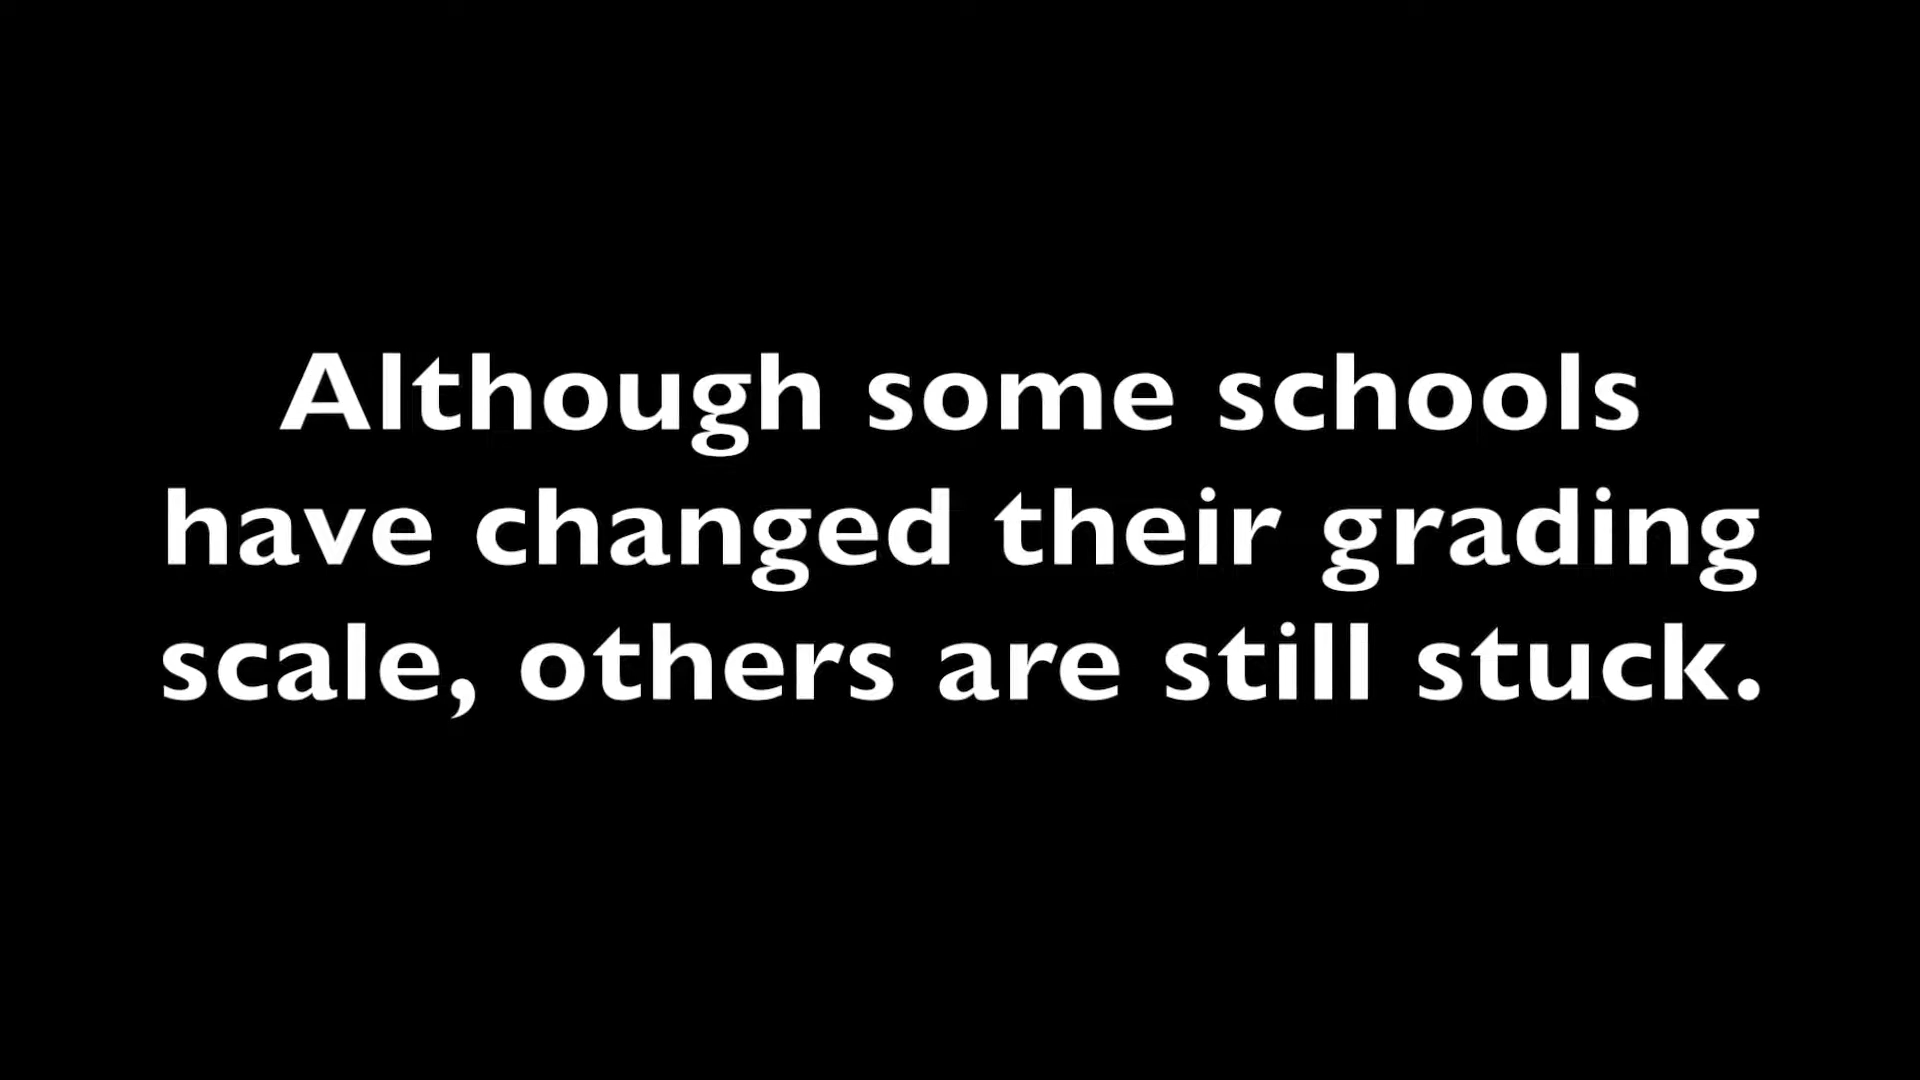 Although some schools
have changed their grading
scale, others are still stuck.